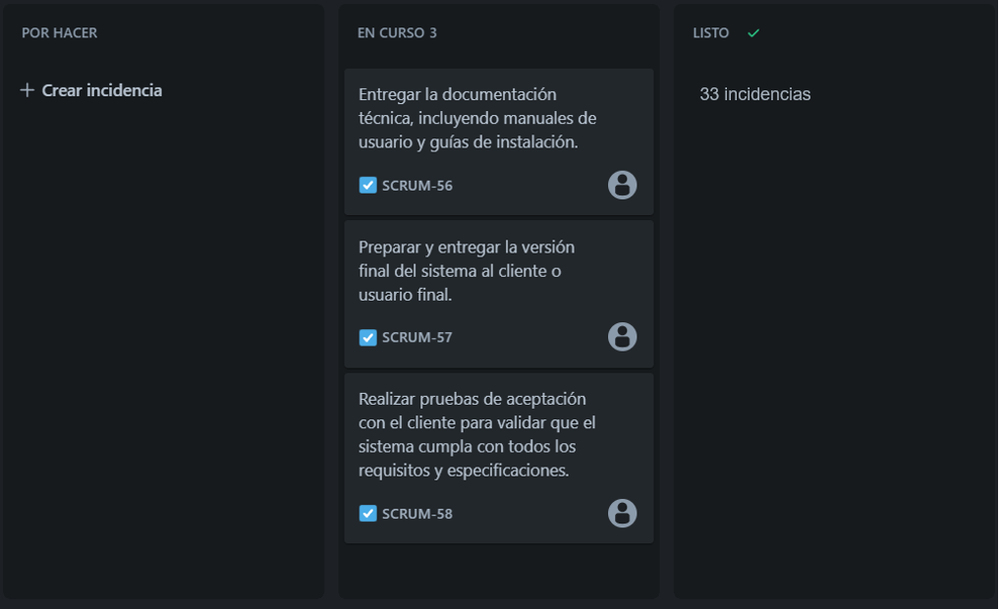 POR HACER
+ Crear incidencia
EN CURSO 3
Entregar la documentación
técnica, incluyendo manuales de
usuario y guías de instalación.
SCRUM-56
Preparar y entregar la versión
final del sistema al cliente o
usuario final.
SCRUM-57
Realizar pruebas de aceptación
con el cliente para validar que el
sistema cumpla con todos los
requisitos y especificaciones.
SCRUM-58
LISTO
33 incidencias